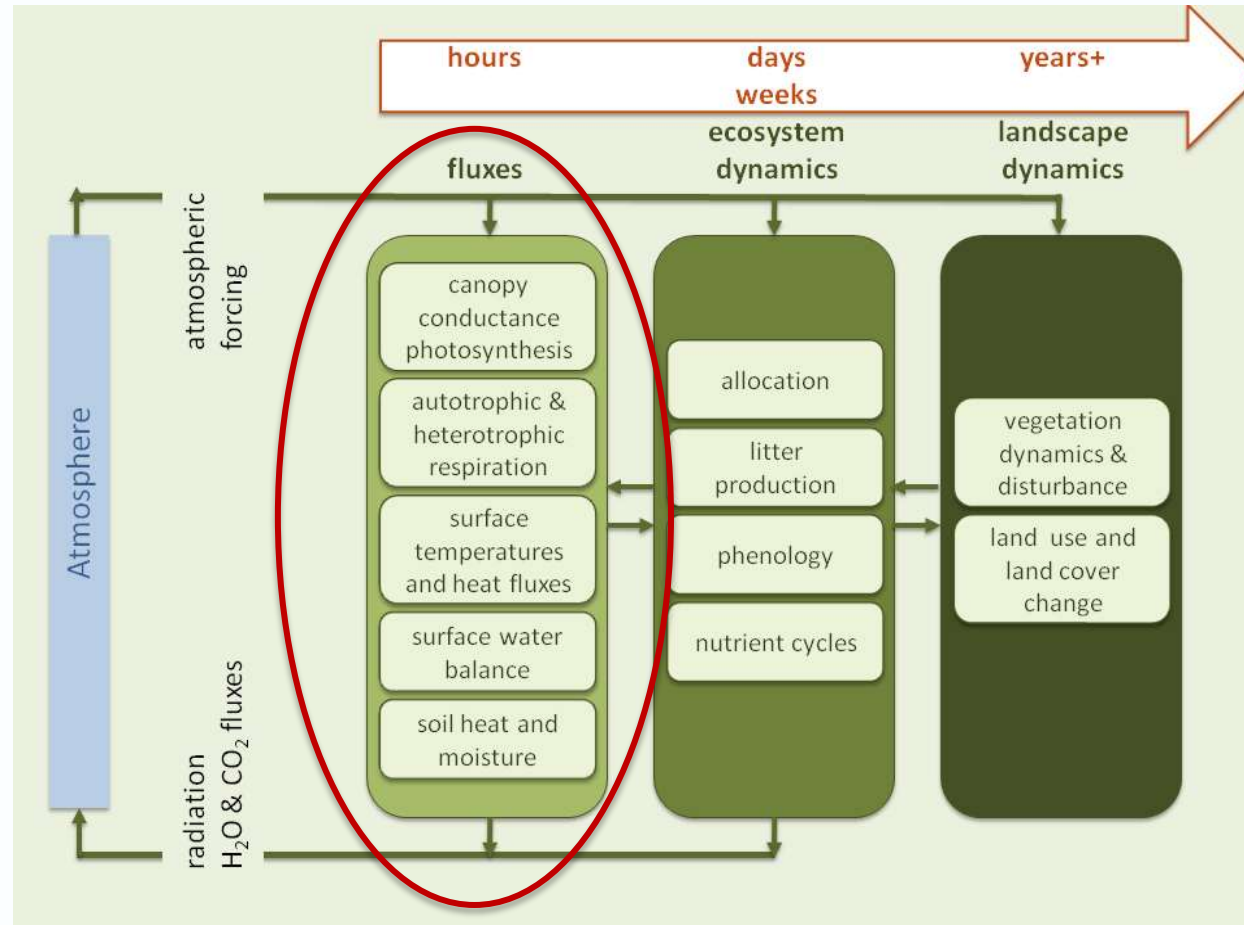 hours
days
weeks
years+
fluxes
ecosystem
dynamics
landscape
dynamics
Atmosphere
atmospheric
forcing
radiation
H₂O & CO₂ fluxes
canopy
conductance
photosynthesis
autotrophic &
heterotrophic
respiration
surface
temperatures
and heat fluxes
surface water
balance
soil heat and
moisture
allocation
litter
production
phenology
nutrient cycles
vegetation
dynamics &
disturbance
land use and
land cover
change